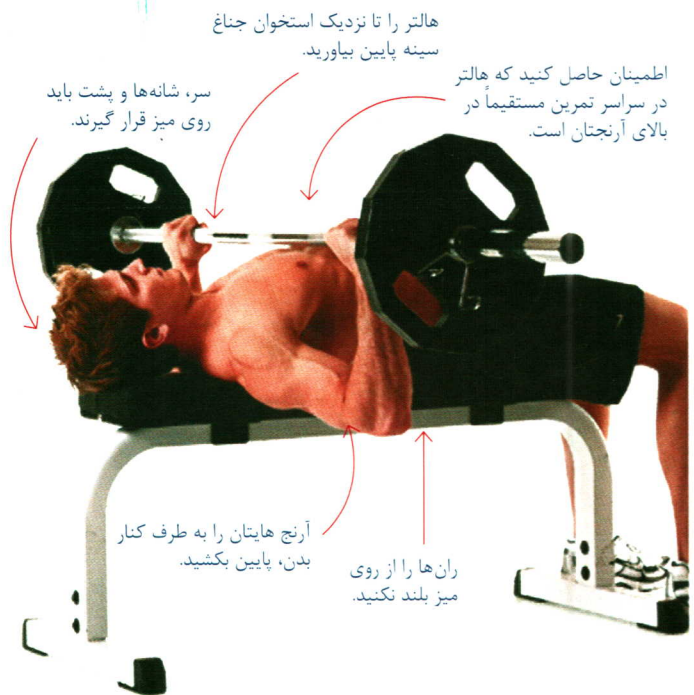 هالتر را تا نزدیک استخوان جناغ
سینه پایین بیاورید.
اطمینان حاصل کنید که هالتر
در سراسر تمرین مستقیماً در
بالای آرنجتان است.
سر، شانه‌ها و پشت باید
روی میز قرار گیرند.
آرنج هایتان را به طرف کنار
بدن، پایین بکشید.
ران‌ها را از روی
میز بلند نکنید.